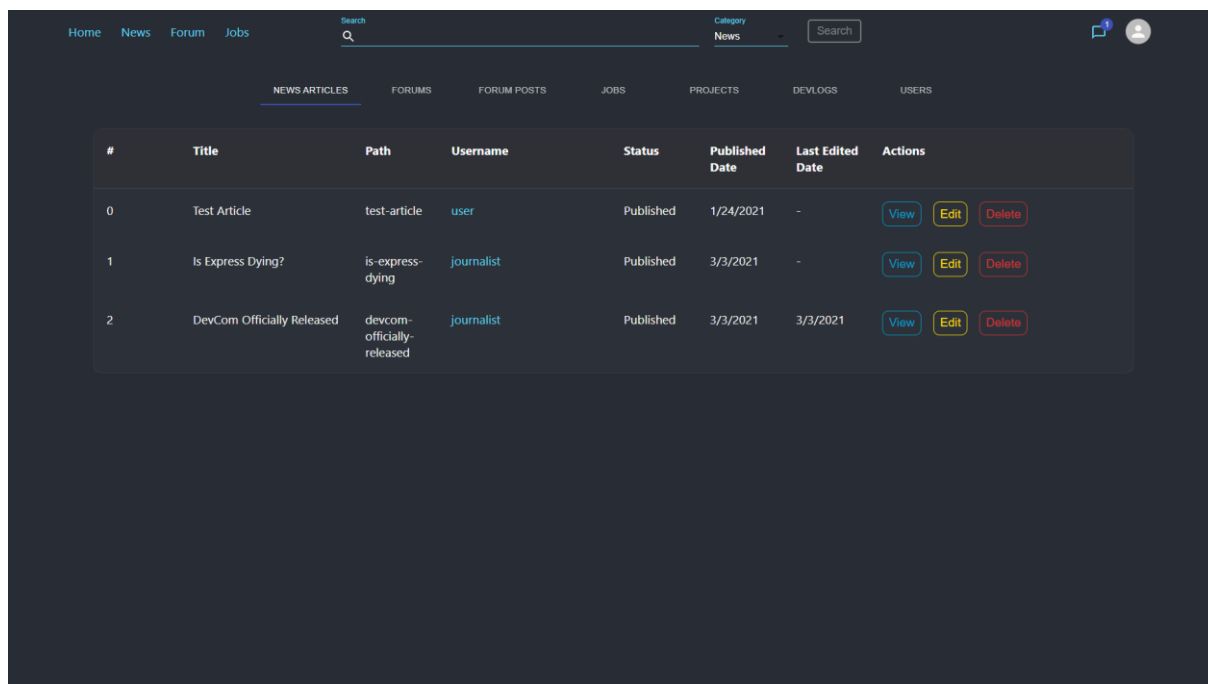 Search
Category
Home News Forum Jobs
News
Search
1
NEWS ARTICLES FORUMS FORUM POSTS JOBS PROJECTS DEVLOGS USERS
# Title Path Username Status Published Date Last Edited Date Actions
0 Test Article test-article user Published 1/24/2021 - View Edit Delete
1 Is Express Dying? is-express-dying journalist Published 3/3/2021 - View Edit Delete
2 DevCom Officially Released devcom-officially-released journalist Published 3/3/2021 3/3/2021 View Edit Delete